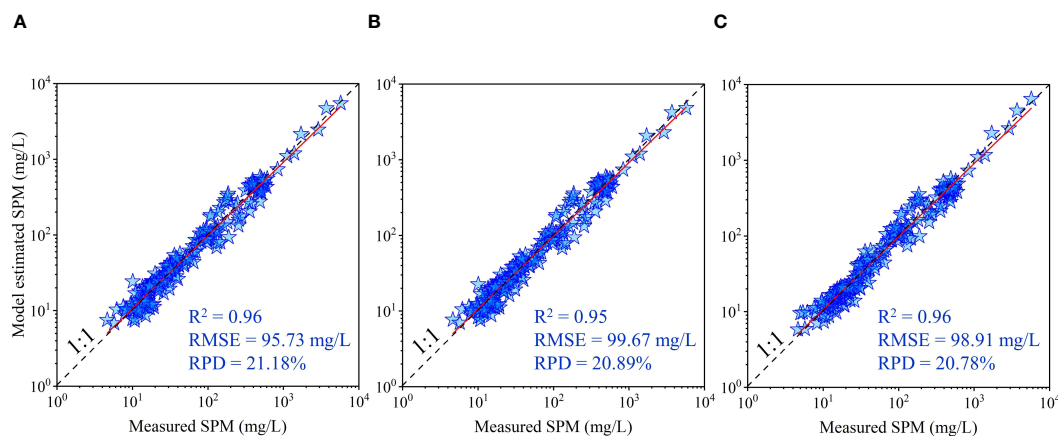 A
B
C
Model estimated SPM (mg/L)
10⁴
10³
10²
10¹
10⁰
1:1
R² = 0.96
RMSE = 95.73 mg/L
RPD = 21.18%
10⁰ 10¹ 10² 10³ 10⁴
Measured SPM (mg/L)
10⁴
10³
10²
10¹
10⁰
1:1
R² = 0.95
RMSE = 99.67 mg/L
RPD = 20.89%
10⁰ 10¹ 10² 10³ 10⁴
Measured SPM (mg/L)
10⁴
10³
10²
10¹
10⁰
1:1
R² = 0.96
RMSE = 98.91 mg/L
RPD = 20.78%
10⁰ 10¹ 10² 10³ 10⁴
Measured SPM (mg/L)